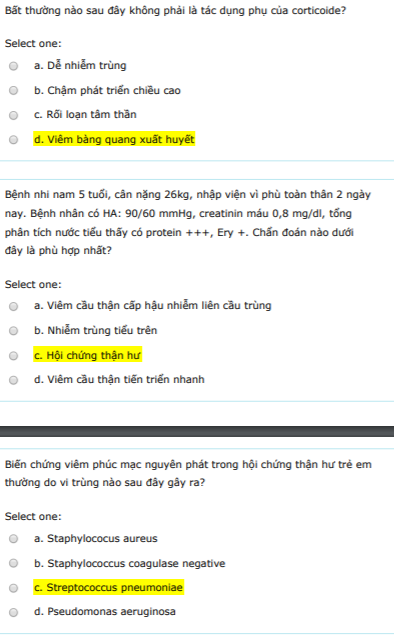 Bất thường nào sau đây không phải là tác dụng phụ của corticoide?
Select one:
a. Dễ nhiễm trùng
b. Chậm phát triển chiều cao
c. Rối loạn tâm thần
d. Viêm bàng quang xuất huyết
Bệnh nhi nam 5 tuổi, cân nặng 26kg, nhập viện vì phù toàn thân 2 ngày
nay. Bệnh nhân có HA: 90/60 mmHg, creatinin máu 0,8 mg/dl, tổng
phân tích nước tiểu thấy có protein +++, Ery +. Chẩn đoán nào dưới
đây là phù hợp nhất?
Select one:
a. Viêm cầu thận cấp hậu nhiễm liên cầu trùng
b. Nhiễm trùng tiểu trên
c. Hội chứng thận hư
d. Viêm cầu thận tiến triển nhanh
Biến chứng viêm phúc mạc nguyên phát trong hội chứng thận hư trẻ em
thường do vi trùng nào sau đây gây ra?
Select one:
a. Staphylococus aureus
b. Staphylococcus coagulase negative
c. Streptococcus pneumoniae
d. Pseudomonas aeruginosa